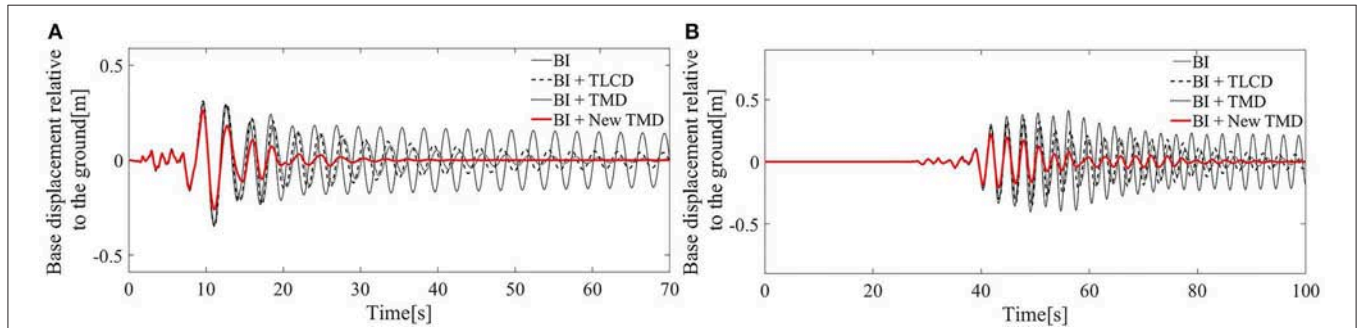 A
Base displacement relative
to the ground[m]
0.5
0
-0.5
BI
BI + TLCD
BI + TMD
BI + New TMD
0 10 20 30 40 50 60 70
Time[s]
B
Base displacement relative
to the ground[m]
0.5
0
-0.5
BI
BI + TLCD
BI + TMD
BI + New TMD
0 20 40 60 80 100
Time[s]